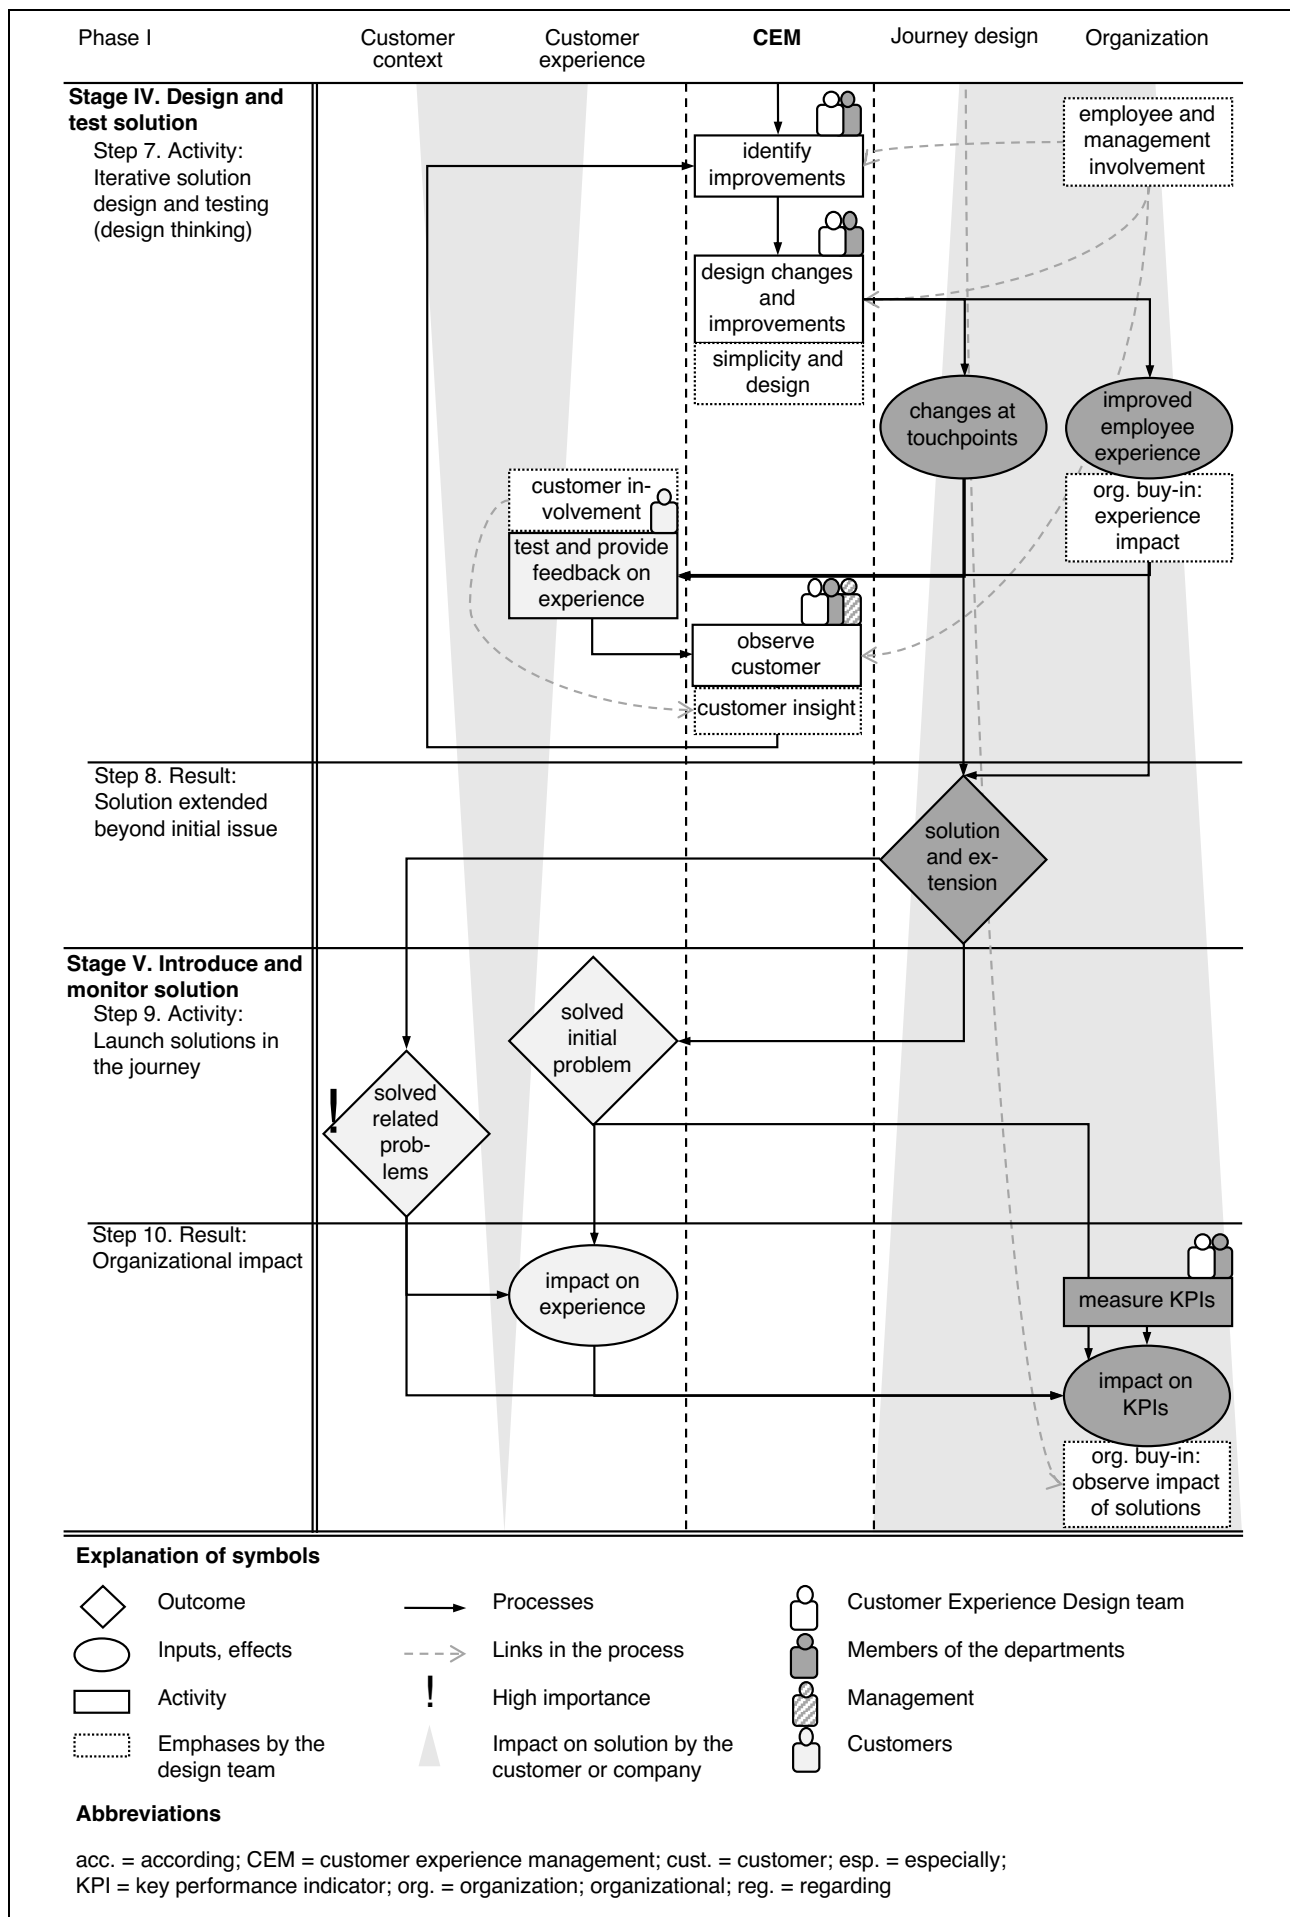 Phase I
Customer
context
Customer
experience
CEM
Journey design
Organization
Stage IV. Design and
test solution
Step 7. Activity:
Iterative solution
design and testing
(design thinking)
employee and
management
involvement
identify
improvements
design changes
and
improvements
simplicity and
design
changes at
touchpoints
improved
employee
experience
org. buy-in:
experience
impact
customer in-
volvement
test and provide
feedback on
experience
observe
customer
customer insight
Step 8. Result:
Solution extended
beyond initial issue
solution
and ex-
tension
Stage V. Introduce and
monitor solution
Step 9. Activity:
Launch solutions in
the journey
solved
initial
problem
!
solved
related
prob-
lems
Step 10. Result:
Organizational impact
impact on
experience
measure KPIs
impact on
KPIs
org. buy-in:
observe impact
of solutions
Explanation of symbols
Outcome
Processes
Customer Experience Design team
Inputs, effects
Links in the process
Members of the departments
Activity
!
High importance
Management
Emphases by the
design team
Impact on solution by the
customer or company
Customers
Abbreviations
acc. = according; CEM = customer experience management; cust. = customer; esp. = especially;
KPI = key performance indicator; org. = organization; organizational; reg. = regarding